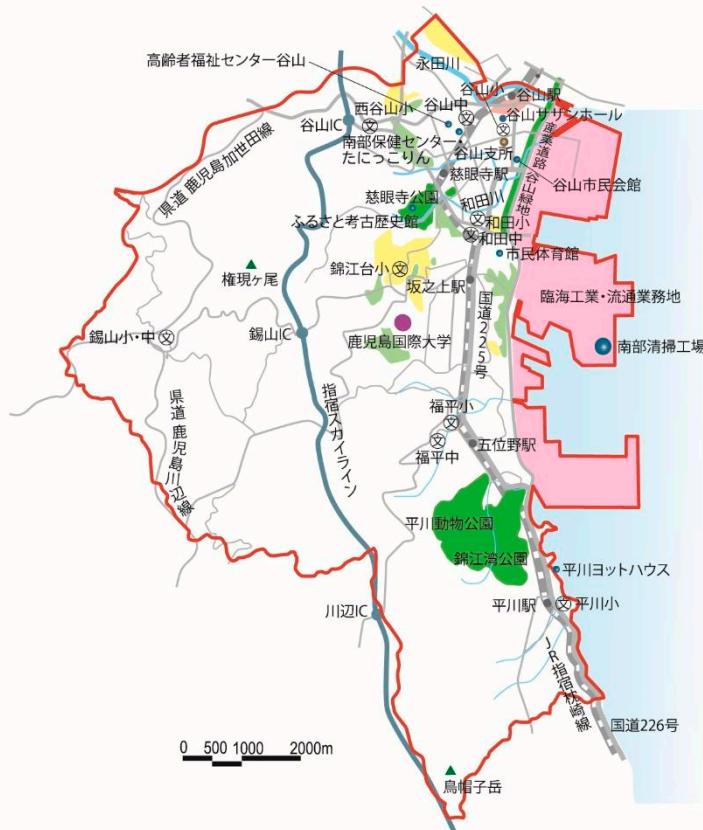 永田川
高齢者福祉センター谷山
谷山小
谷山駅
西谷山小
谷山中
谷山サザンホール
谷山IC
南部保健センター・
たにっこりん
谷山支所
産業道路
谷山緑地
谷山市民会館
県道 鹿児島加世田線
慈眼寺駅
慈眼寺公園
和田川
ふるさと考古歴史館
和田小
和田中
市民体育館
権現ヶ尾
錦江台小
坂之上駅
臨海工業・流通業務地
錫山小・中
錫山IC
鹿児島国際大学
国道225号
南部清掃工場
県道 鹿児島川辺線
指宿スカイライン
福平小
福平中
五位野駅
平川動物公園
錦江湾公園
平川ヨットハウス
川辺IC
平川駅
平川小
JR指宿枕崎線
国道226号
0 500 1000 2000m
烏帽子岳
文
文
文
文
文
文
文
文
文
文